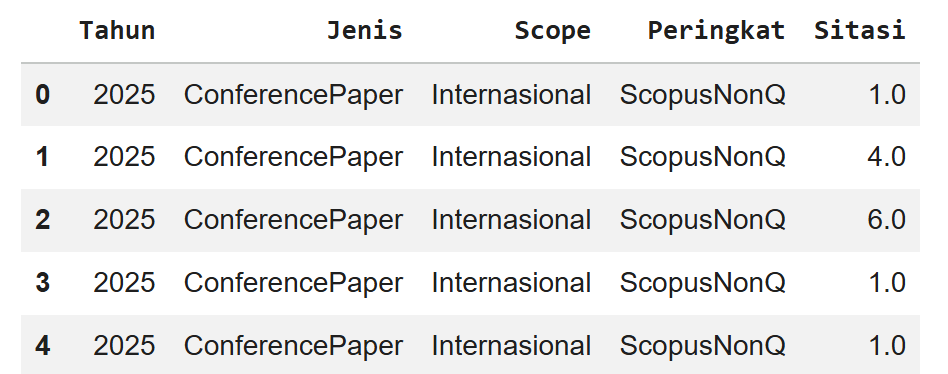 Tahun Jenis Scope Peringkat Sitasi
0 2025 ConferencePaper Internasional ScopusNonQ 1.0
1 2025 ConferencePaper Internasional ScopusNonQ 4.0
2 2025 ConferencePaper Internasional ScopusNonQ 6.0
3 2025 ConferencePaper Internasional ScopusNonQ 1.0
4 2025 ConferencePaper Internasional ScopusNonQ 1.0